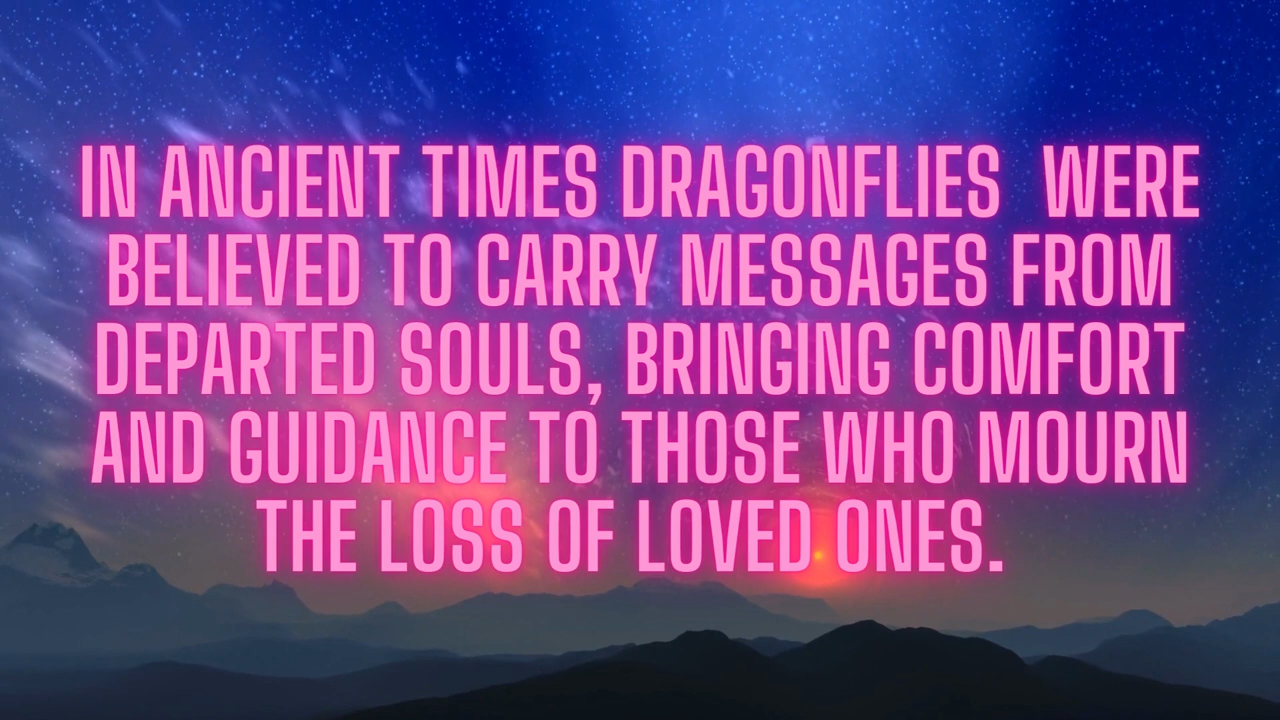 IN ANCIENT TIMES DRAGONFLIES  WERE
BELIEVED TO CARRY MESSAGES FROM
DEPARTED SOULS, BRINGING COMFORT
AND GUIDANCE TO THOSE WHO MOURN
THE LOSS OF LOVED ONES.